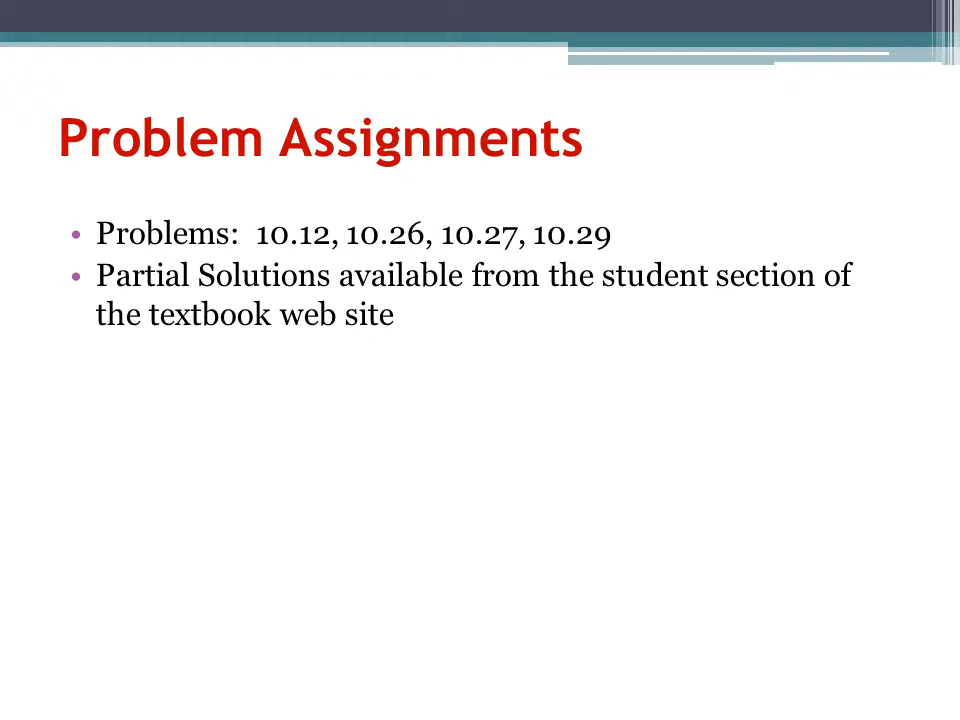 Problem Assignments
• Problems:  10.12, 10.26, 10.27, 10.29
• Partial Solutions available from the student section of
the textbook web site